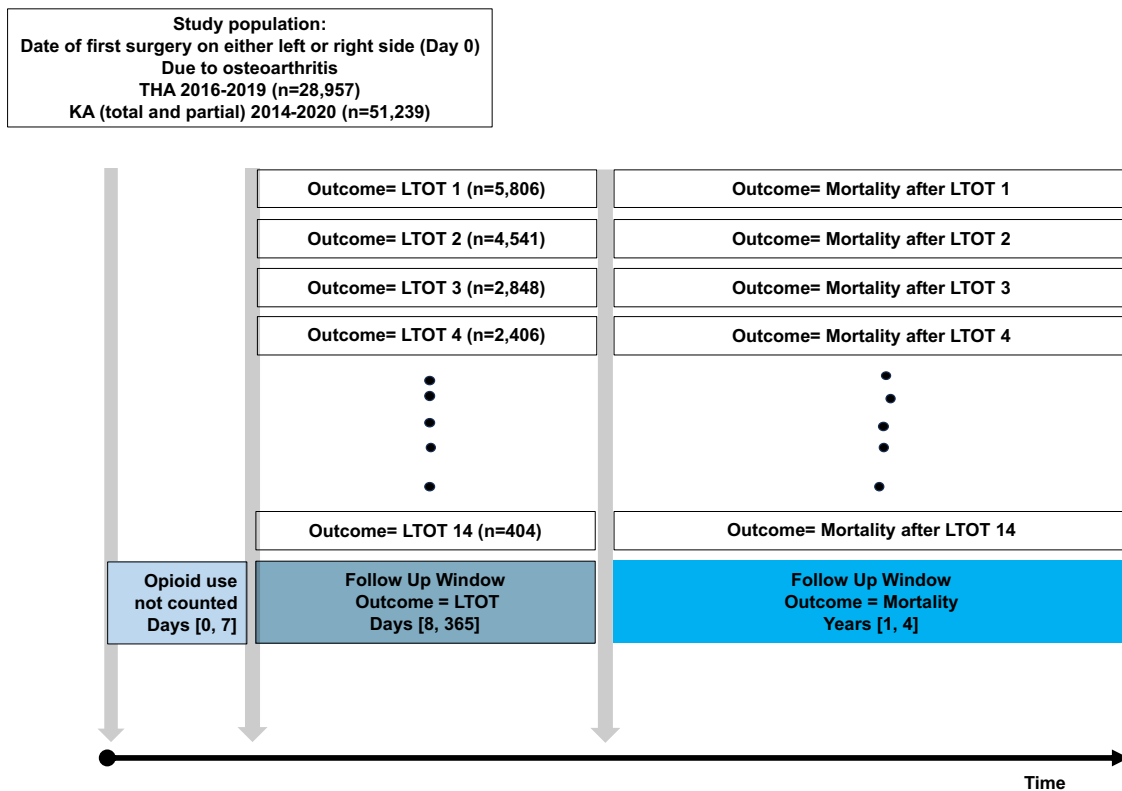 Study population:
Date of first surgery on either left or right side (Day 0)
Due to osteoarthritis
THA 2016-2019 (n=28,957)
KA (total and partial) 2014-2020 (n=51,239)
Outcome= LTOT 1 (n=5,806)
Outcome= Mortality after LTOT 1
Outcome= LTOT 2 (n=4,541)
Outcome= Mortality after LTOT 2
Outcome= LTOT 3 (n=2,848)
Outcome= Mortality after LTOT 3
Outcome= LTOT 4 (n=2,406)
Outcome= Mortality after LTOT 4
Outcome= LTOT 14 (n=404)
Outcome= Mortality after LTOT 14
Opioid use
not counted
Days [0, 7]
Follow Up Window
Outcome = LTOT
Days [8, 365]
Follow Up Window
Outcome = Mortality
Years [1, 4]
Time